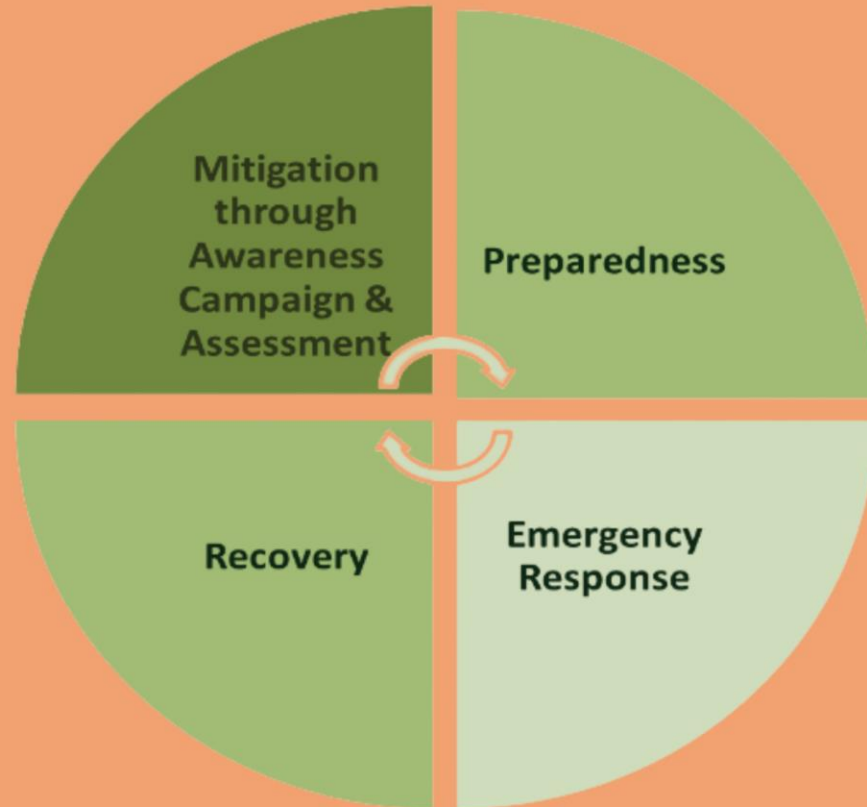 Mitigation
through
Awareness
Campaign &
Assessment
Preparedness
Recovery
Emergency
Response